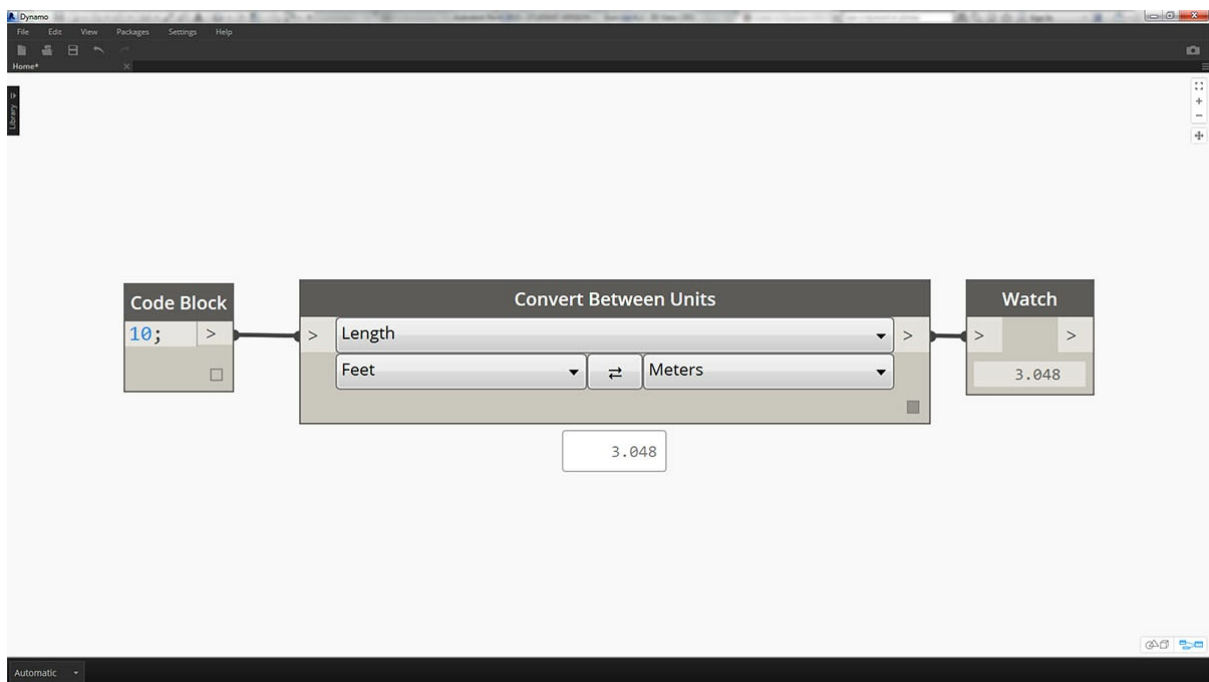 Dynamo
File Edit View Packages Settings Help
Home*
Library
Code Block
10;
>
Convert Between Units
> Length >
Feet ⇄ Meters
3.048
Watch
> >
3.048
Automatic